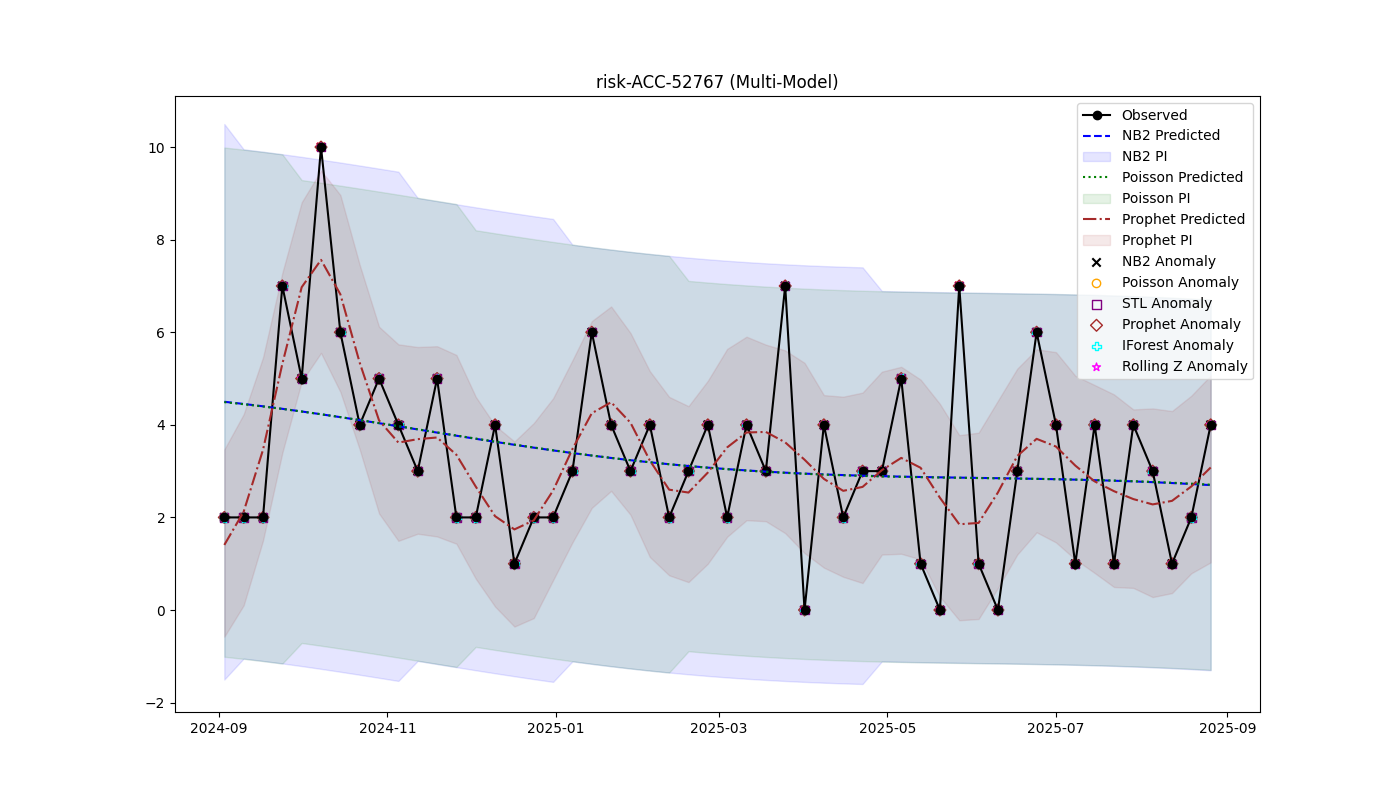 risk-ACC-52767 (Multi-Model)
Observed
NB2 Predicted
NB2 PI
Poisson Predicted
Poisson PI
Prophet Predicted
Prophet PI
NB2 Anomaly
Poisson Anomaly
STL Anomaly
Prophet Anomaly
IForest Anomaly
Rolling Z Anomaly
10
8
6
4
2
0
−2
2024-09 2024-11 2025-01 2025-03 2025-05 2025-07 2025-09